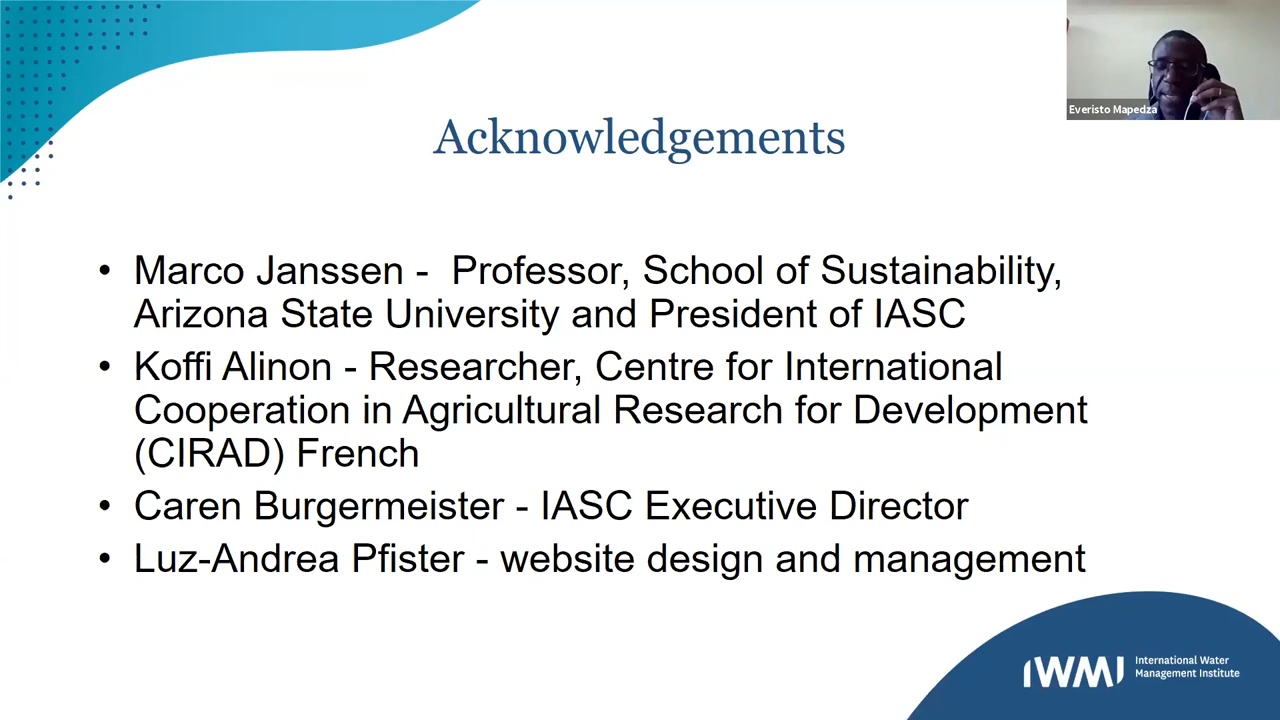 Everisto Mapedza
Acknowledgements
• Marco Janssen - Professor, School of Sustainability,
Arizona State University and President of IASC
• Koffi Alinon - Researcher, Centre for International
Cooperation in Agricultural Research for Development
(CIRAD) French
• Caren Burgermeister - IASC Executive Director
• Luz-Andrea Pfister - website design and management
IWMI
International Water
Management Institute